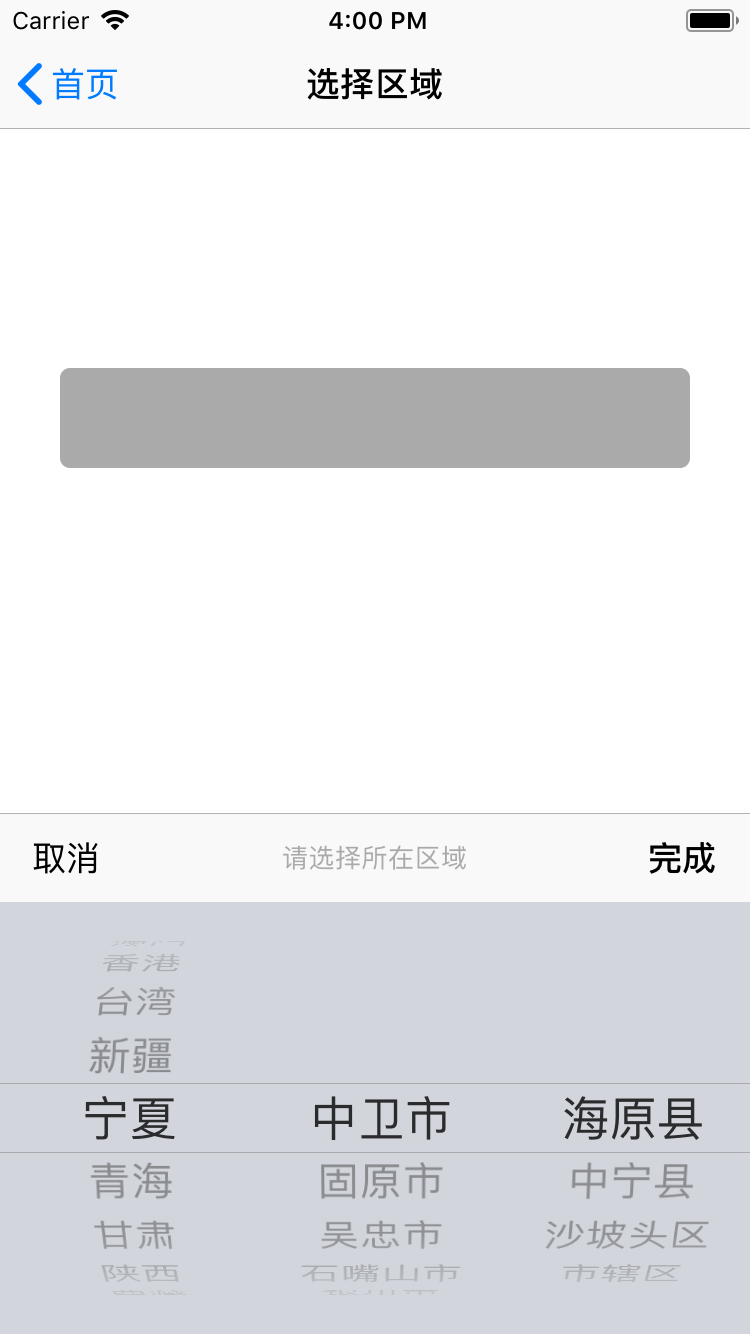 Carrier 4:00 PM
首页 选择区域
取消 请选择所在区域 完成
香港
台湾
新疆
宁夏 中卫市 海原县
青海 固原市 中宁县
甘肃 吴忠市 沙坡头区
陕西 石嘴山市 市辖区